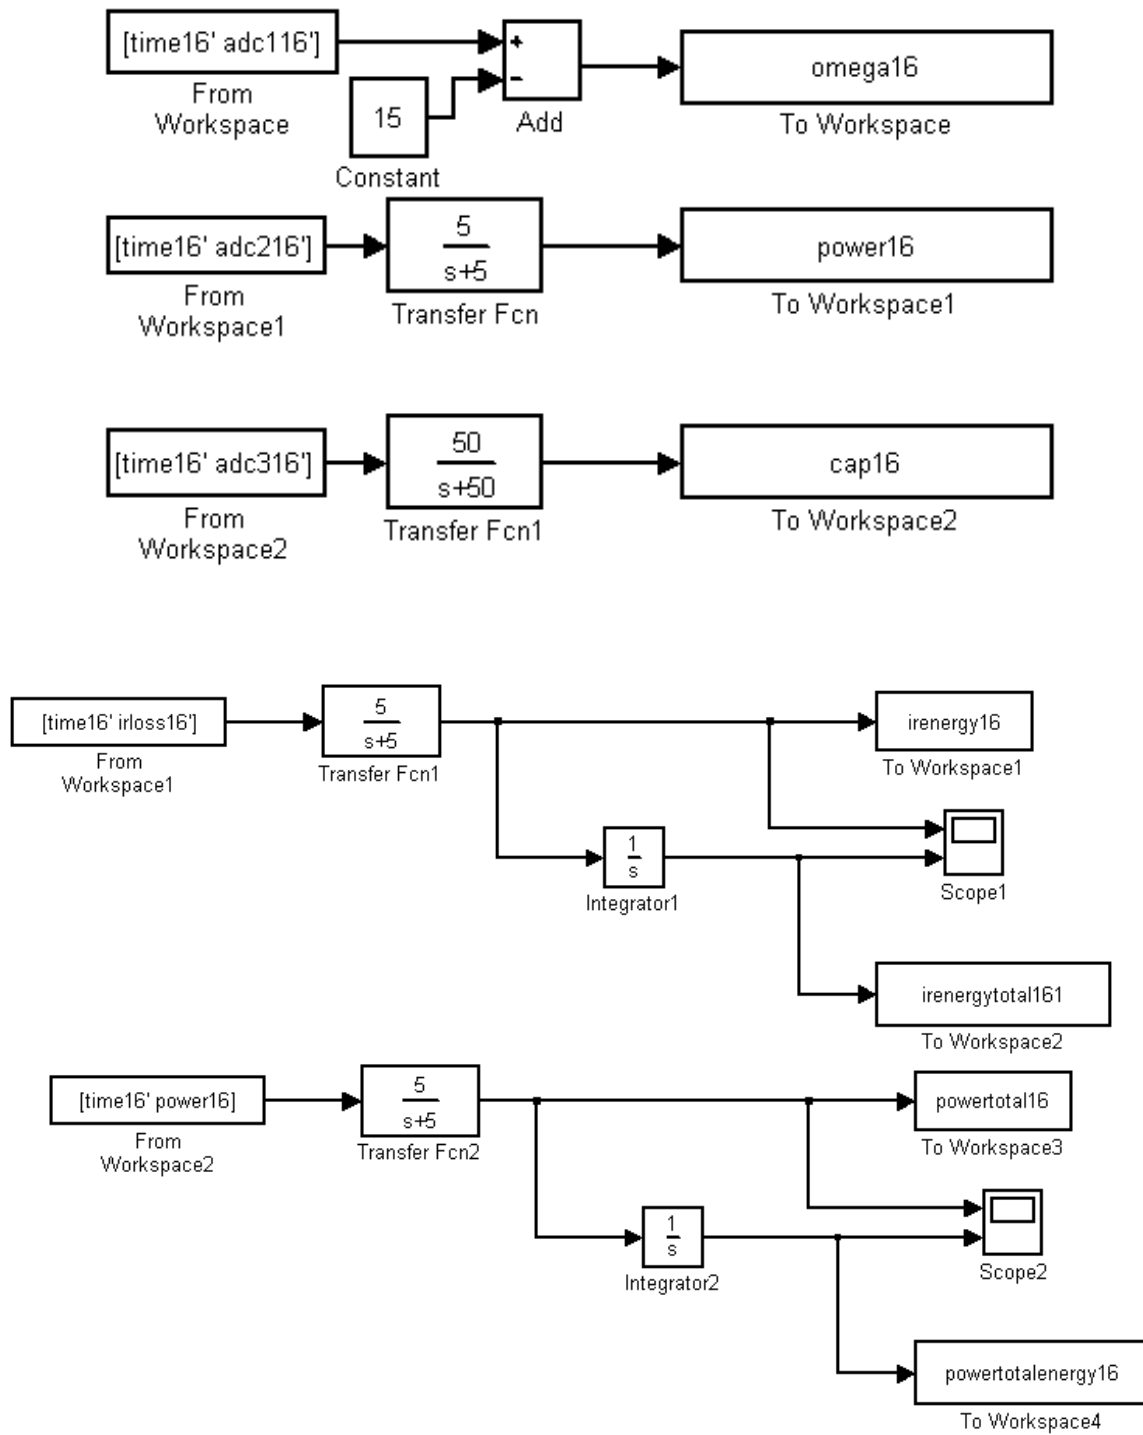 [time16' adc116']
From
Workspace
15
Constant
+
−
Add
omega16
To Workspace
[time16' adc216']
From
Workspace1
5
s+5
Transfer Fcn
power16
To Workspace1
[time16' adc316']
From
Workspace2
50
s+50
Transfer Fcn1
cap16
To Workspace2
[time16' irloss16']
From
Workspace1
5
s+5
Transfer Fcn1
irenergy16
To Workspace1
1
s
Integrator1
Scope1
irenergytotal161
To Workspace2
[time16' power16]
From
Workspace2
5
s+5
Transfer Fcn2
powertotal16
To Workspace3
1
s
Integrator2
Scope2
powertotalenergy16
To Workspace4